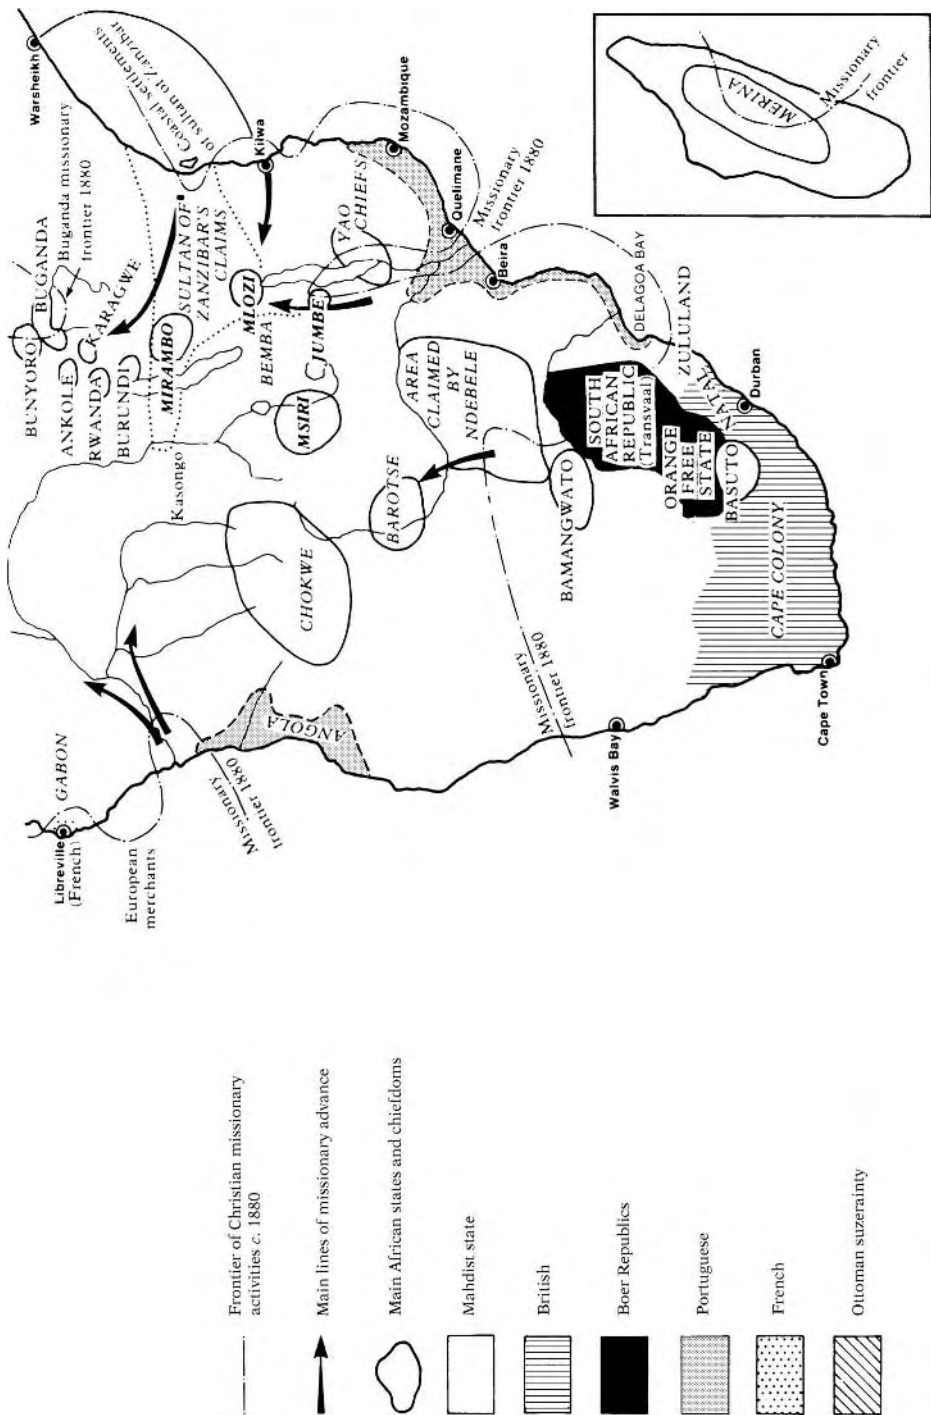 Warsheikh
Coastal settlements
of sultan of Zanzibar
BUNYORO
BUGANDA
Buganda missionary
frontier 1880
ANKOLE
KARAGWE
RWANDA
BURUNDI
MIRAMBO
SULTAN OF
ZANZIBAR'S
CLAIMS
Kilwa
Kasongo
MLOZI
BEMBA
JUMBE
YAO
CHIEFS
Mozambique
MSIRI
Quelimane
Missionary
frontier 1880
Beira
CHOKWE
BAROTSE
AREA
CLAIMED
BY
NDEBELE
Libreville
(French)
GABON
European
merchants
Missionary
frontier 1880
ANGOLA
Missionary
frontier 1880
Walvis Bay
BAMANGWATO
SOUTH
AFRICAN
REPUBLIC
(Transvaal)
DELAGOA BAY
ZULULAND
ORANGE
FREE
STATE
NATAL
Durban
BASUTO
CAPE COLONY
Cape Town
MERINA
Missionary
frontier
Frontier of Christian missionary
activities c. 1880
Main lines of missionary advance
Main African states and chiefdoms
Mahdist state
British
Boer Republics
Portuguese
French
Ottoman suzerainty